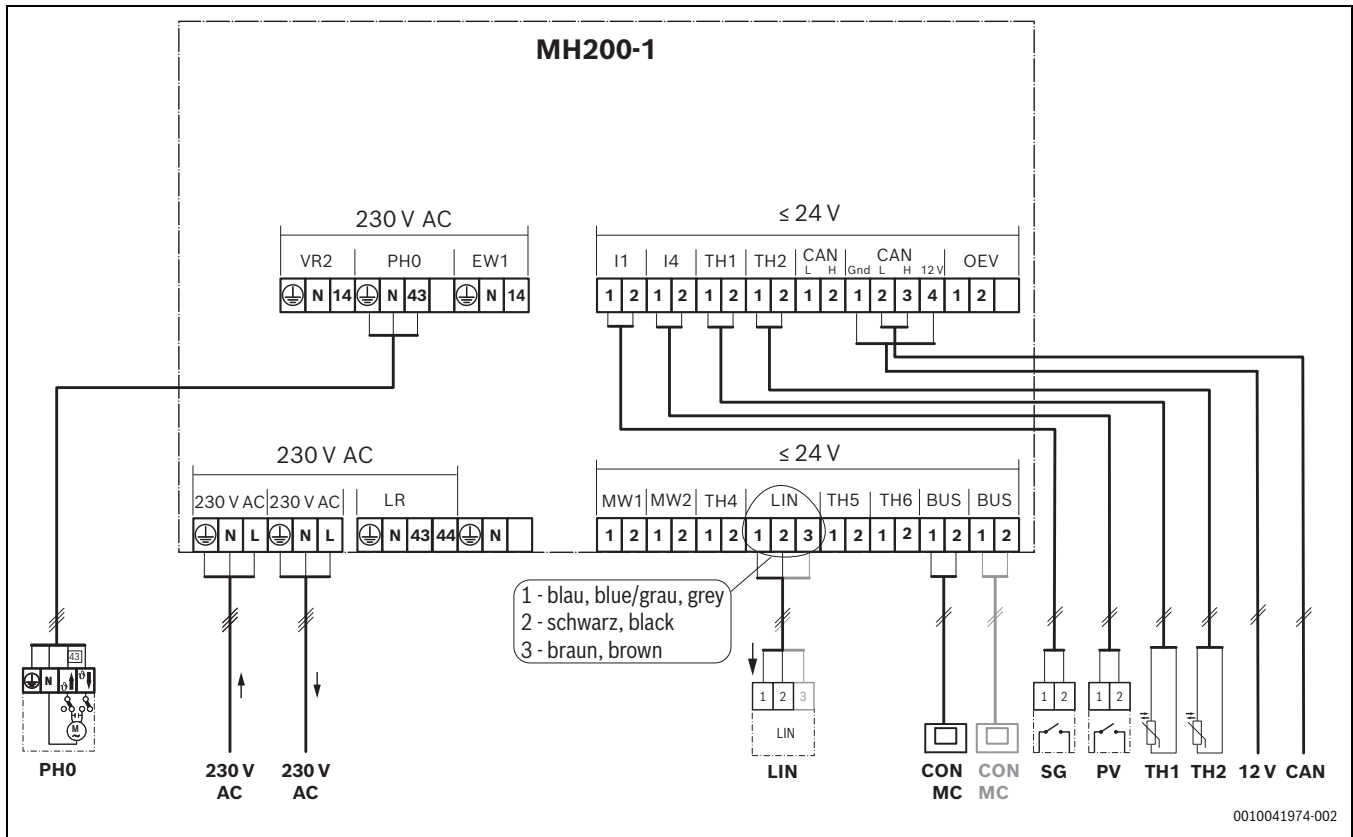 MH200-1
230 V AC ≤ 24 V
VR2 PH0 EW1 I1 I4 TH1 TH2 CAN CAN OEV
L H Gnd L H 12 V
N 14 N 43 N 14 1 2 1 2 1 2 1 2 1 2 1 2 3 4 1 2
230 V AC ≤ 24 V
230 V AC 230 V AC LR MW1 MW2 TH4 LIN TH5 TH6 BUS BUS
N L N L N 43 44 N 1 2 1 2 1 2 1 2 3 1 2 1 2 1 2 1 2
1 - blau, blue/grau, grey
2 - schwarz, black
3 - braun, brown
43
N ϑ ϑ
M
~
1 2 3
LIN
1 2
1 2
PH0 230 V 230 V LIN CON CON SG PV TH1 TH2 12 V CAN
AC AC MC MC
0010041974-002